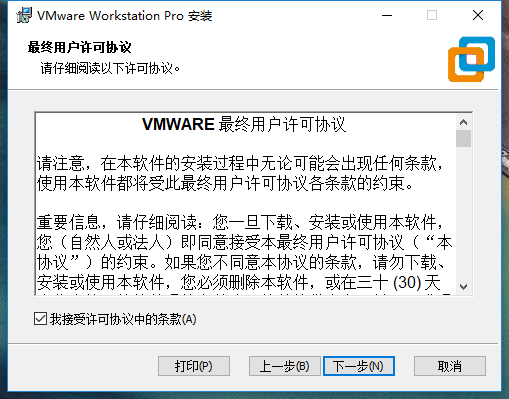 VMware Workstation Pro 安装
最终用户许可协议
请仔细阅读以下许可协议。
VMWARE 最终用户许可协议
请注意，在本软件的安装过程中无论可能会出现任何条款，
使用本软件都将受此最终用户许可协议各条款的约束。
重要信息，请仔细阅读：您一旦下载、安装或使用本软件，
您（自然人或法人）即同意接受本最终用户许可协议（“本
协议”）的约束。如果您不同意本协议的条款，请勿下载、
安装或使用本软件，您必须删除本软件，或在三十 (30) 天
我接受许可协议中的条款(A)
打印(P)
上一步(B)
下一步(N)
取消